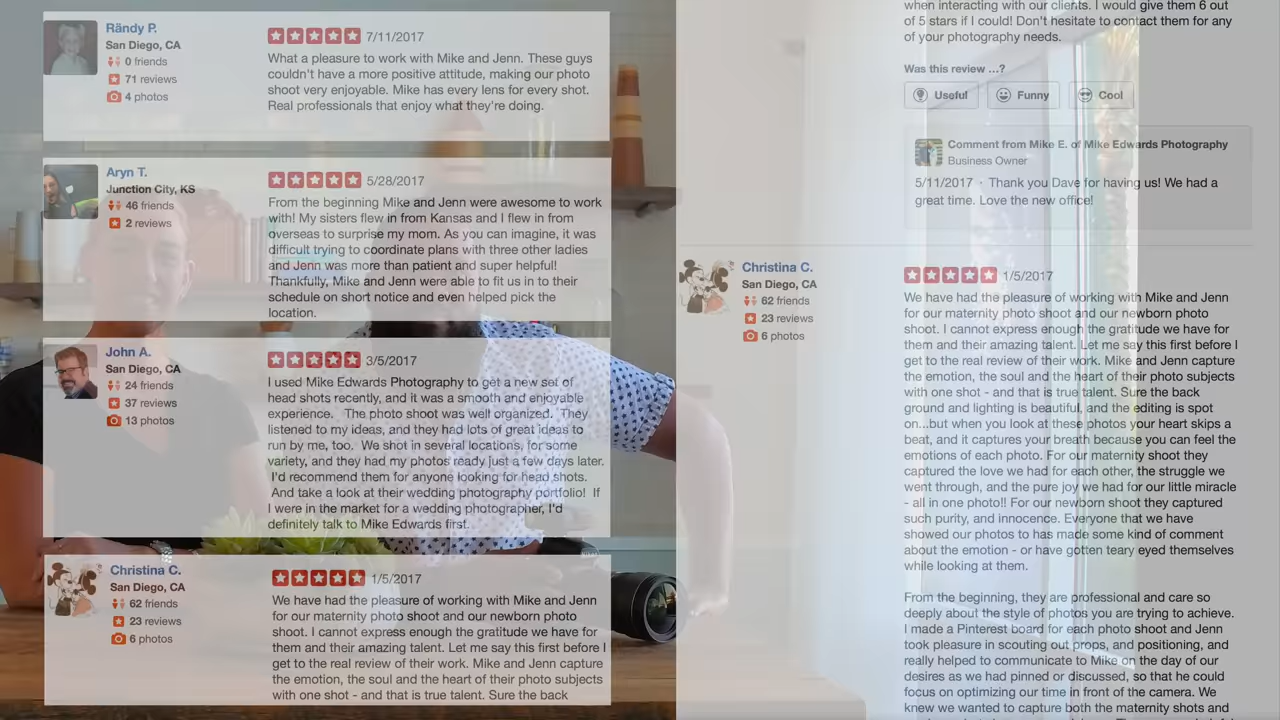 Rändy P.
San Diego, CA
0 friends
71 reviews
4 photos
7/11/2017
What a pleasure to work with Mike and Jenn. These guys
couldn't have a more positive attitude, making our photo
shoot very enjoyable. Mike has every lens for every shot.
Real professionals that enjoy what they're doing.
Aryn T.
Junction City, KS
46 friends
2 reviews
5/28/2017
From the beginning Mike and Jenn were awesome to work
with! My sisters flew in from Kansas and I flew in from
overseas to surprise my mom. As you can imagine, it was
difficult trying to coordinate plans with three other ladies
and Jenn was more than patient and super helpful!
Thankfully, Mike and Jenn were able to fit us in to their
schedule on short notice and even helped pick the
location.
John A.
San Diego, CA
24 friends
37 reviews
13 photos
3/5/2017
I used Mike Edwards Photography to get a new set of
head shots recently, and it was a smooth and enjoyable
experience. The photo shoot was well organized. They
listened to my ideas, and they had lots of great ideas to
run by me, too. We shot in several locations, for some
variety, and they had my photos ready just a few days later.
I'd recommend them for anyone looking for head shots.
And take a look at their wedding photography portfolio! If
I were in the market for a wedding photographer, I'd
definitely talk to Mike Edwards first.
Christina C.
San Diego, CA
62 friends
23 reviews
6 photos
1/5/2017
We have had the pleasure of working with Mike and Jenn
for our maternity photo shoot and our newborn photo
shoot. I cannot express enough the gratitude we have for
them and their amazing talent. Let me say this first before I
get to the real review of their work. Mike and Jenn capture
the emotion, the soul and the heart of their photo subjects
with one shot - and that is true talent. Sure the back
Nikon
when interacting with our clients. I would give them 6 out
of 5 stars if I could! Don't hesitate to contact them for any
of your photography needs.
Was this review ...?
Useful
Funny
Cool
Comment from Mike E. of Mike Edwards Photography
Business Owner
5/11/2017 · Thank you Dave for having us! We had a
great time. Love the new office!
Christina C.
San Diego, CA
62 friends
23 reviews
6 photos
1/5/2017
We have had the pleasure of working with Mike and Jenn
for our maternity photo shoot and our newborn photo
shoot. I cannot express enough the gratitude we have for
them and their amazing talent. Let me say this first before I
get to the real review of their work. Mike and Jenn capture
the emotion, the soul and the heart of their photo subjects
with one shot - and that is true talent. Sure the back
ground and lighting is beautiful, and the editing is spot
on...but when you look at these photos your heart skips a
beat, and it captures your breath because you can feel the
emotions of each photo. For our maternity shoot they
captured the love we had for each other, the struggle we
went through, and the pure joy we had for our little miracle
- all in one photo!! For our newborn shoot they captured
such purity, and innocence. Everyone that we have
showed our photos to has made some kind of comment
about the emotion - or have gotten teary eyed themselves
while looking at them.
From the beginning, they are professional and care so
deeply about the style of photos you are trying to achieve.
I made a Pinterest board for each photo shoot and Jenn
took pleasure in scouting out props, and positioning, and
really helped to communicate to Mike on the day of our
desires as we had pinned or discussed, so that he could
focus on optimizing our time in front of the camera. We
knew we wanted to capture both the maternity shots and